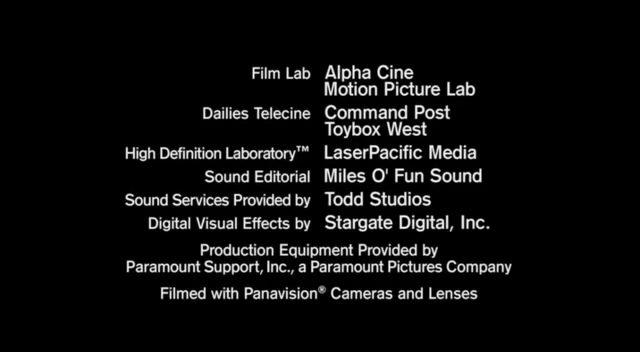 Film Lab Alpha Cine
Motion Picture Lab
Dailies Telecine Command Post
Toybox West
High Definition Laboratory™ LaserPacific Media
Sound Editorial Miles O' Fun Sound
Sound Services Provided by Todd Studios
Digital Visual Effects by Stargate Digital, Inc.
Production Equipment Provided by
Paramount Support, Inc., a Paramount Pictures Company
Filmed with Panavision® Cameras and Lenses